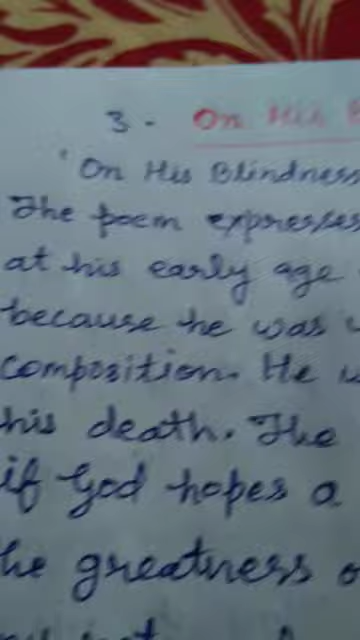 3 - On His
' On His Blindness
The poem expresses
at his early age
because he was
composition. He
his death. The
if God hopes a
he greatness